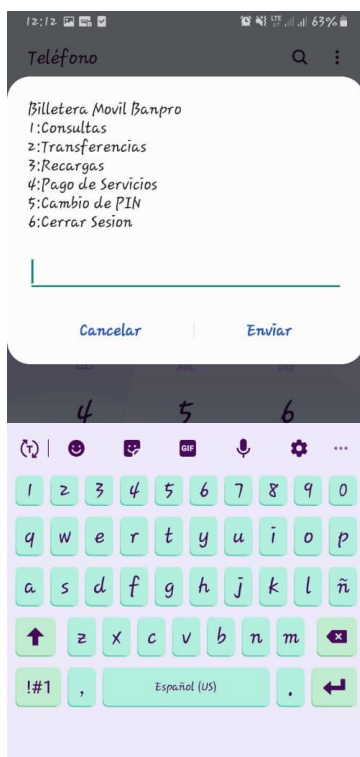 12:12 63%
Teléfono
Billetera Movil Banpro
1:Consultas
2:Transferencias
3:Recargas
4:Pago de Servicios
5:Cambio de PIN
6:Cerrar Sesion
Cancelar Enviar
ABC DEF
4 5 6
GIF
1 2 3 4 5 6 7 8 9 0
q w e r t y u i o p
a s d f g h j k l ñ
z x c v b n m
!#1 , Español (US) .